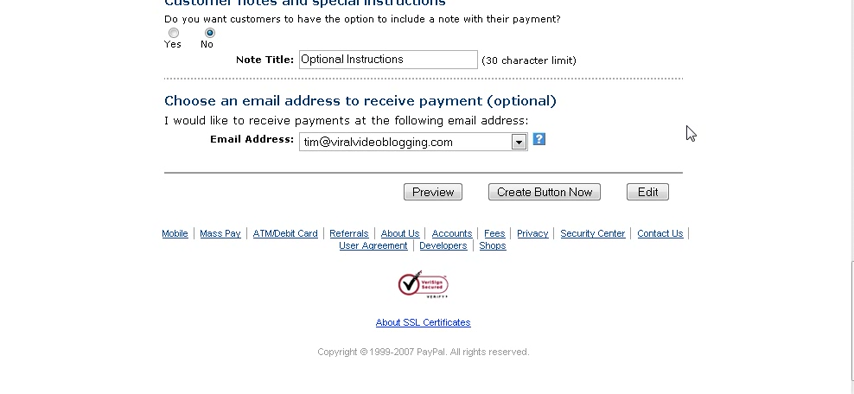 Customer notes and special instructions
Do you want customers to have the option to include a note with their payment?
Yes No
Note Title: Optional Instructions (30 character limit)
Choose an email address to receive payment (optional)
I would like to receive payments at the following email address:
Email Address: tim@viralvideoblogging.com ?
Preview Create Button Now Edit
Mobile | Mass Pay | ATM/Debit Card | Referrals | About Us | Accounts | Fees | Privacy | Security Center | Contact Us |
User Agreement | Developers | Shops
VeriSign
Secured
VERIFY
About SSL Certificates
Copyright © 1999-2007 PayPal. All rights reserved.